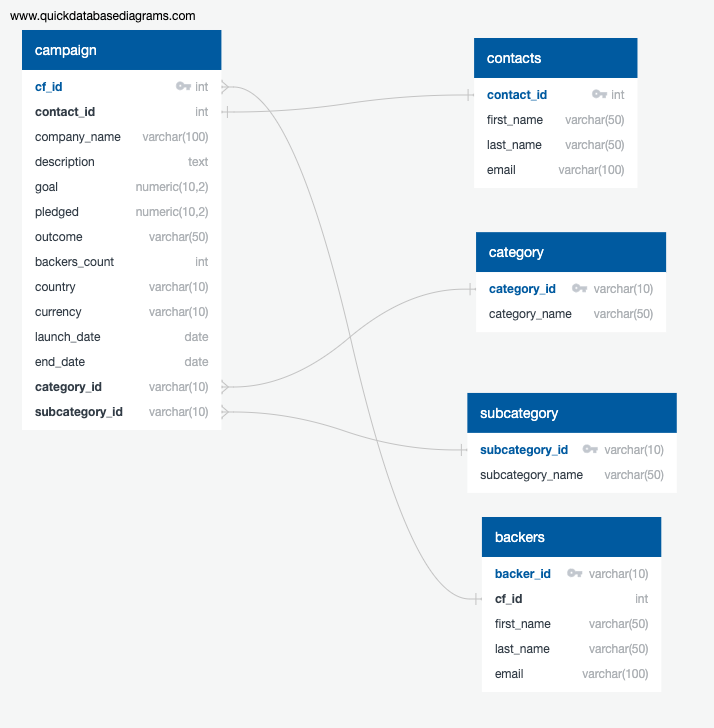 www.quickdatabasediagrams.com
campaign
cf_id int
contact_id int
company_name varchar(100)
description text
goal numeric(10,2)
pledged numeric(10,2)
outcome varchar(50)
backers_count int
country varchar(10)
currency varchar(10)
launch_date date
end_date date
category_id varchar(10)
subcategory_id varchar(10)
contacts
contact_id int
first_name varchar(50)
last_name varchar(50)
email varchar(100)
category
category_id varchar(10)
category_name varchar(50)
subcategory
subcategory_id varchar(10)
subcategory_name varchar(50)
backers
backer_id varchar(10)
cf_id int
first_name varchar(50)
last_name varchar(50)
email varchar(100)